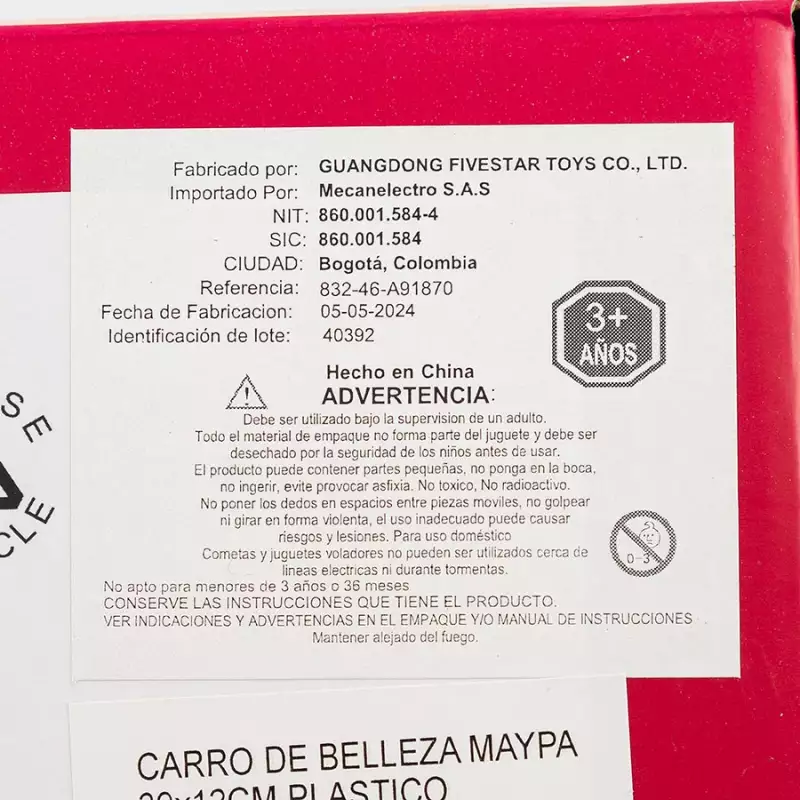 Fabricado por: GUANGDONG FIVESTAR TOYS CO., LTD.
Importado Por: Mecanelectro S.A.S
NIT: 860.001.584-4
SIC: 860.001.584
CIUDAD: Bogotá, Colombia
Referencia: 832-46-A91870
Fecha de Fabricacion: 05-05-2024
Identificación de lote: 40392
3+
AÑOS
Hecho en China
ADVERTENCIA:
Debe ser utilizado bajo la supervision de un adulto.
Todo el material de empaque no forma parte del juguete y debe ser
desechado por la seguridad de los niños antes de usar.
El producto puede contener partes pequeñas, no ponga en la boca,
no ingerir, evite provocar asfixia. No toxico, No radioactivo.
No poner los dedos en espacios entre piezas moviles, no golpear
ni girar en forma violenta, el uso inadecuado puede causar
riesgos y lesiones. Para uso doméstico
Cometas y juguetes voladores no pueden ser utilizados cerca de
lineas electricas ni durante tormentas.
0-3
No apto para menores de 3 años o 36 meses
CONSERVE LAS INSTRUCCIONES QUE TIENE EL PRODUCTO.
VER INDICACIONES Y ADVERTENCIAS EN EL EMPAQUE Y/O MANUAL DE INSTRUCCIONES
Mantener alejado del fuego.
CARRO DE BELLEZA MAYPA
PLASTICO